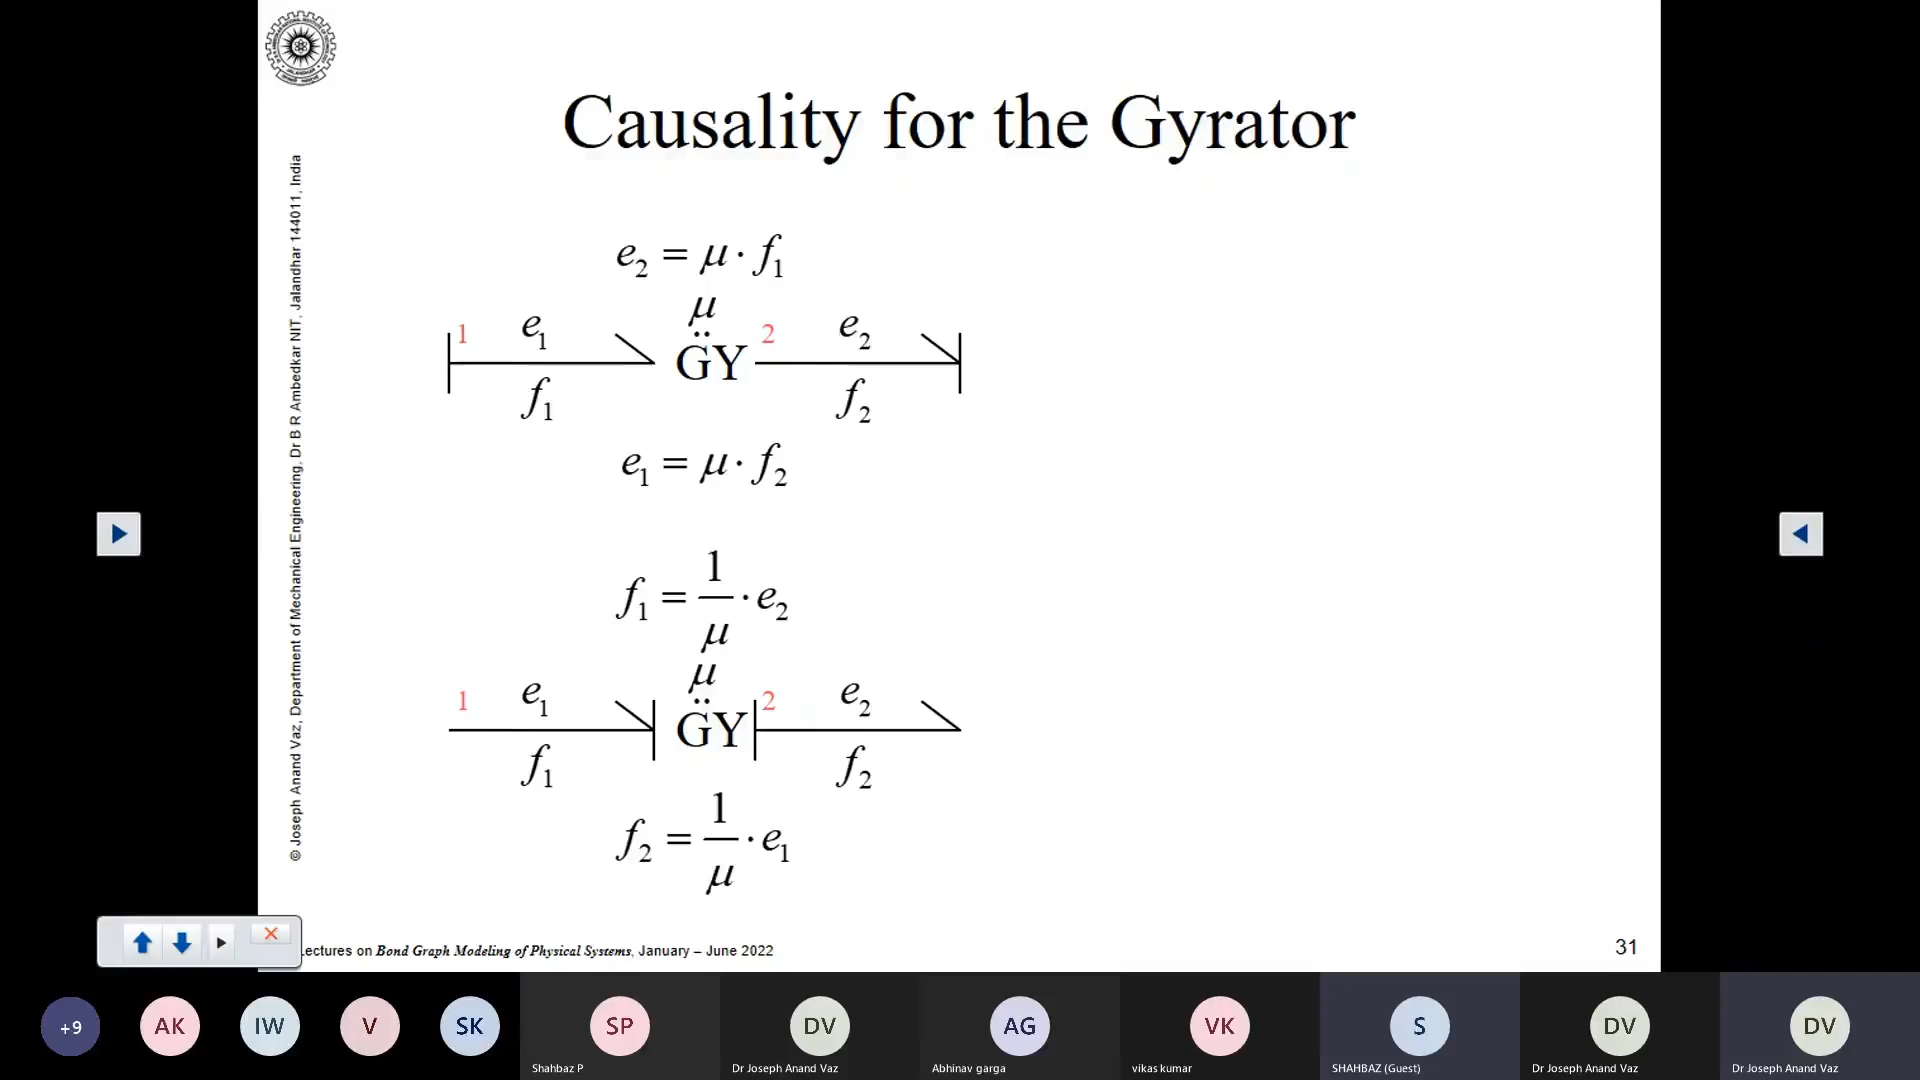 Causality for the Gyrator
© Joseph Anand Vaz, Department of Mechanical Engineering, Dr B R Ambedkar NIT, Jalandhar 144011, India
e₂ = μ · f₁
μ
1 e₁ G̈Y 2 e₂
f₁ f₂
e₁ = μ · f₂
f₁ = 1/μ · e₂
μ
1 e₁ G̈Y 2 e₂
f₁ f₂
f₂ = 1/μ · e₁
ectures on Bond Graph Modeling of Physical Systems, January – June 2022
31
+9 AK IW V SK SP DV AG VK S DV DV
Shahbaz P Dr Joseph Anand Vaz Abhinav garga vikas kumar SHAHBAZ (Guest) Dr Joseph Anand Vaz Dr Joseph Anand Vaz